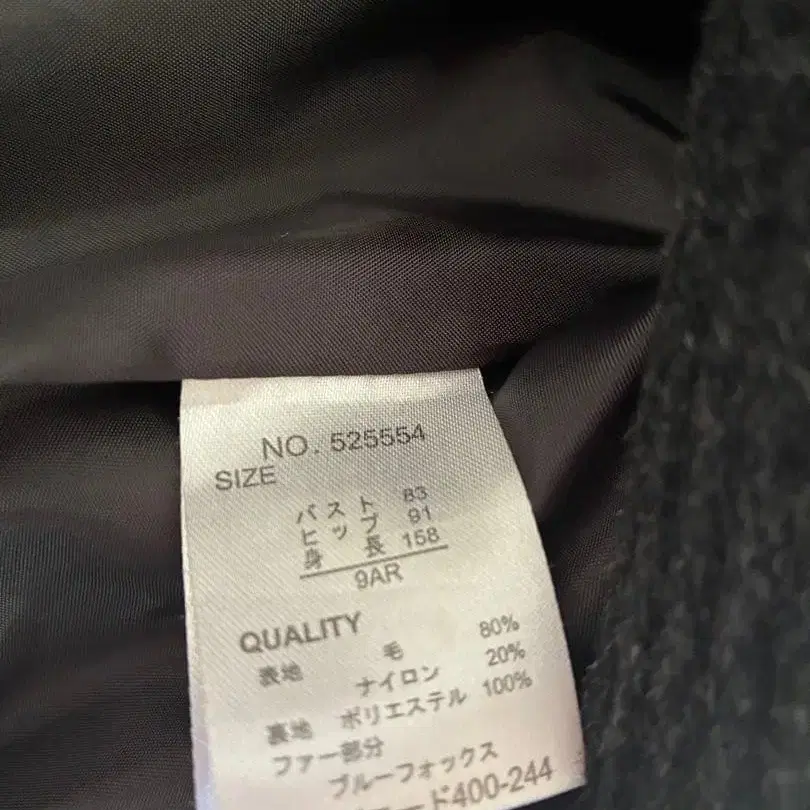 NO. 525554
SIZE
バスト 83
ヒップ 91
身長 158
9AR
QUALITY
表地 毛 80%
ナイロン 20%
裏地 ポリエステル 100%
ファー部分
ブルーフォックス
ード400-244